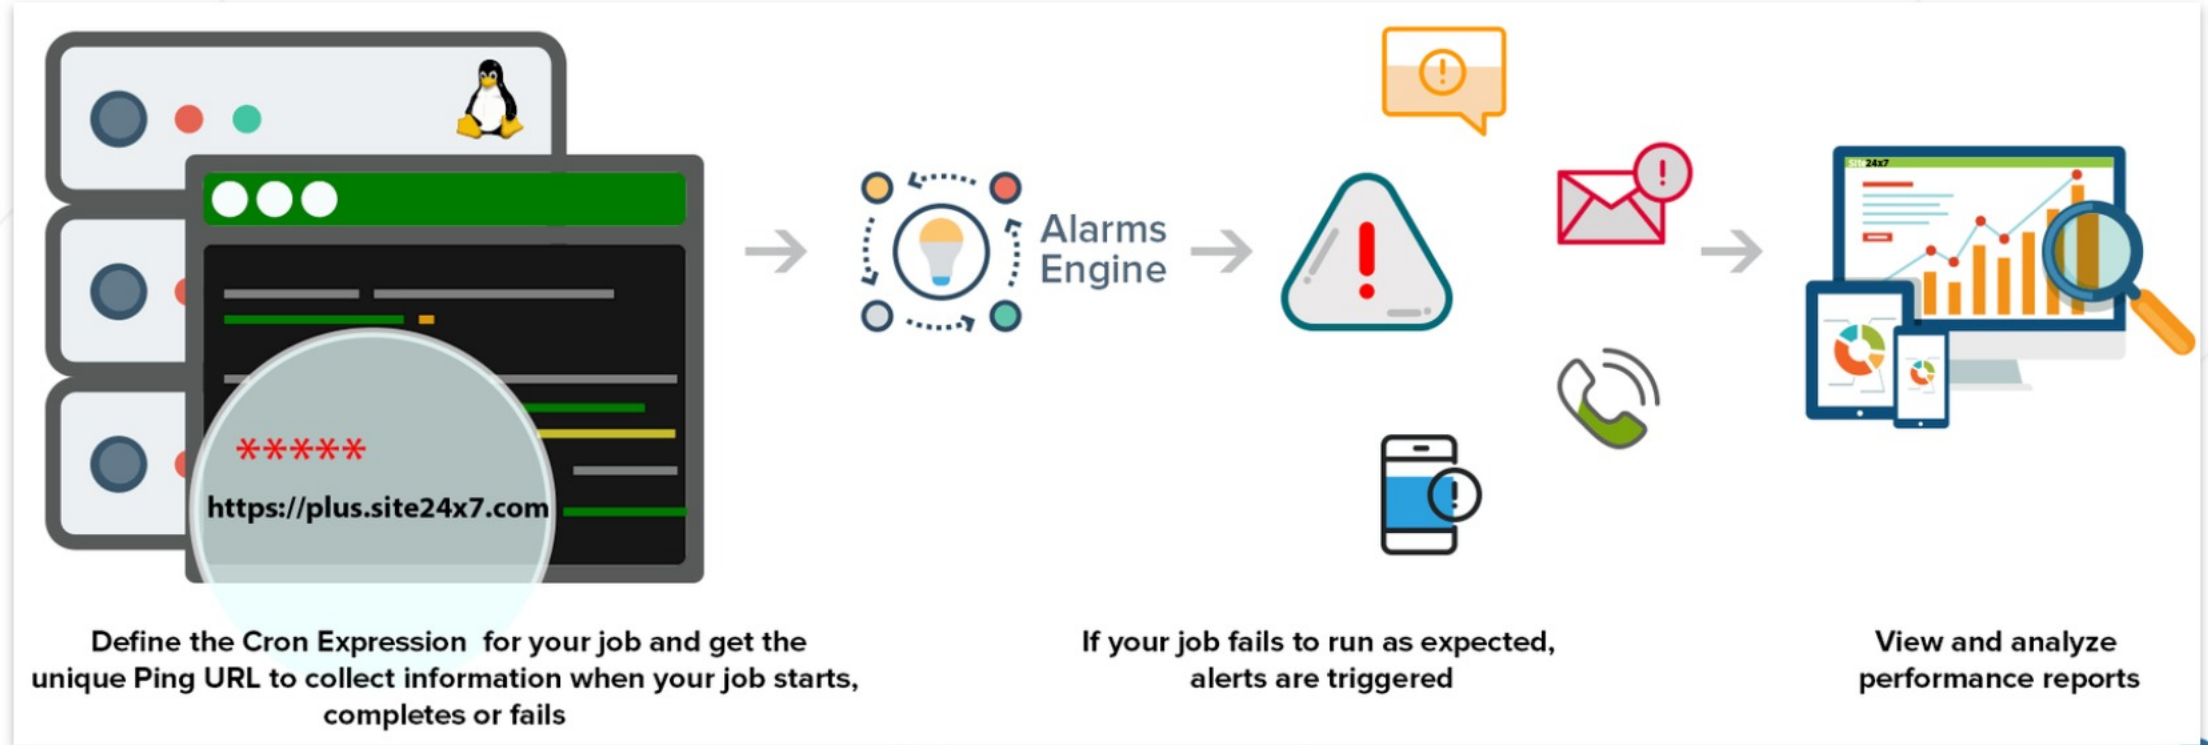 *****
https://plus.site24x7.com
Alarms
Engine
Site24x7
Define the Cron Expression for your job and get the
unique Ping URL to collect information when your job starts,
completes or fails
If your job fails to run as expected,
alerts are triggered
View and analyze
performance reports